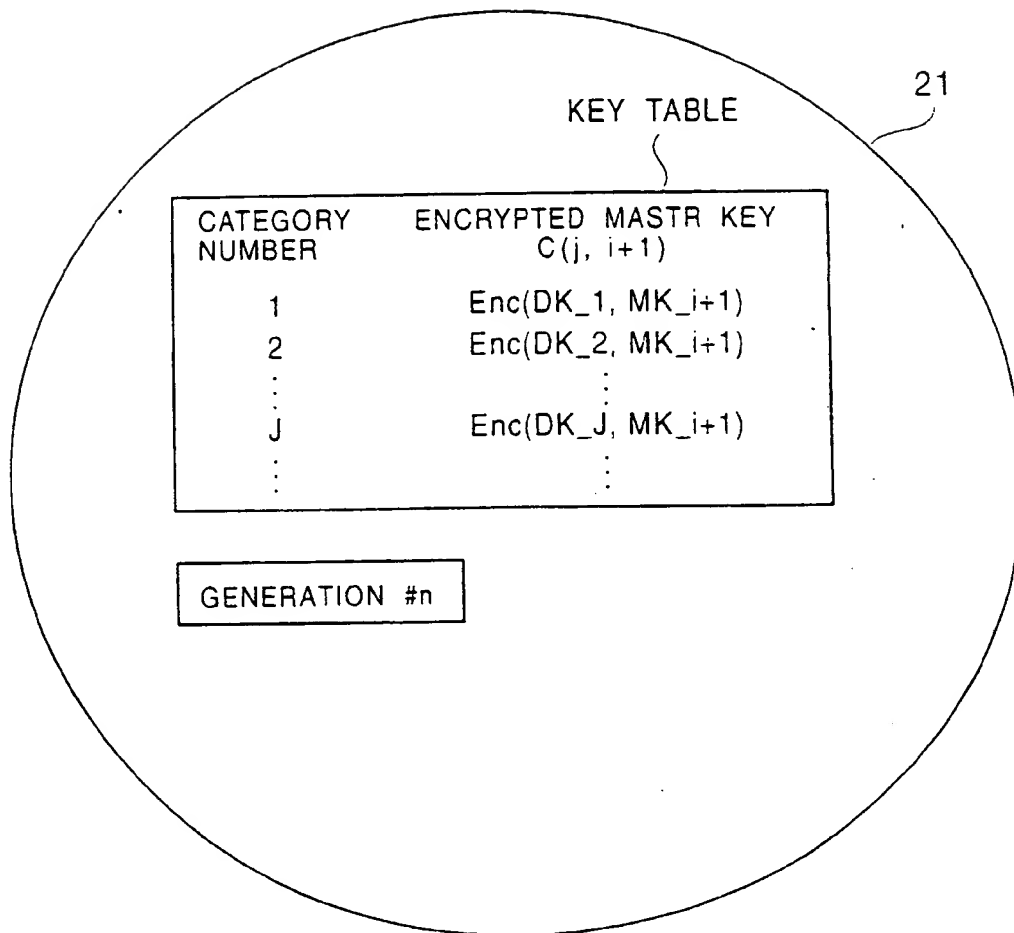 21
KEY TABLE
CATEGORY ENCRYPTED MASTR KEY
NUMBER C(j, i+1)
1 Enc(DK_1, MK_i+1)
2 Enc(DK_2, MK_i+1)
J Enc(DK_J, MK_i+1)
GENERATION #n